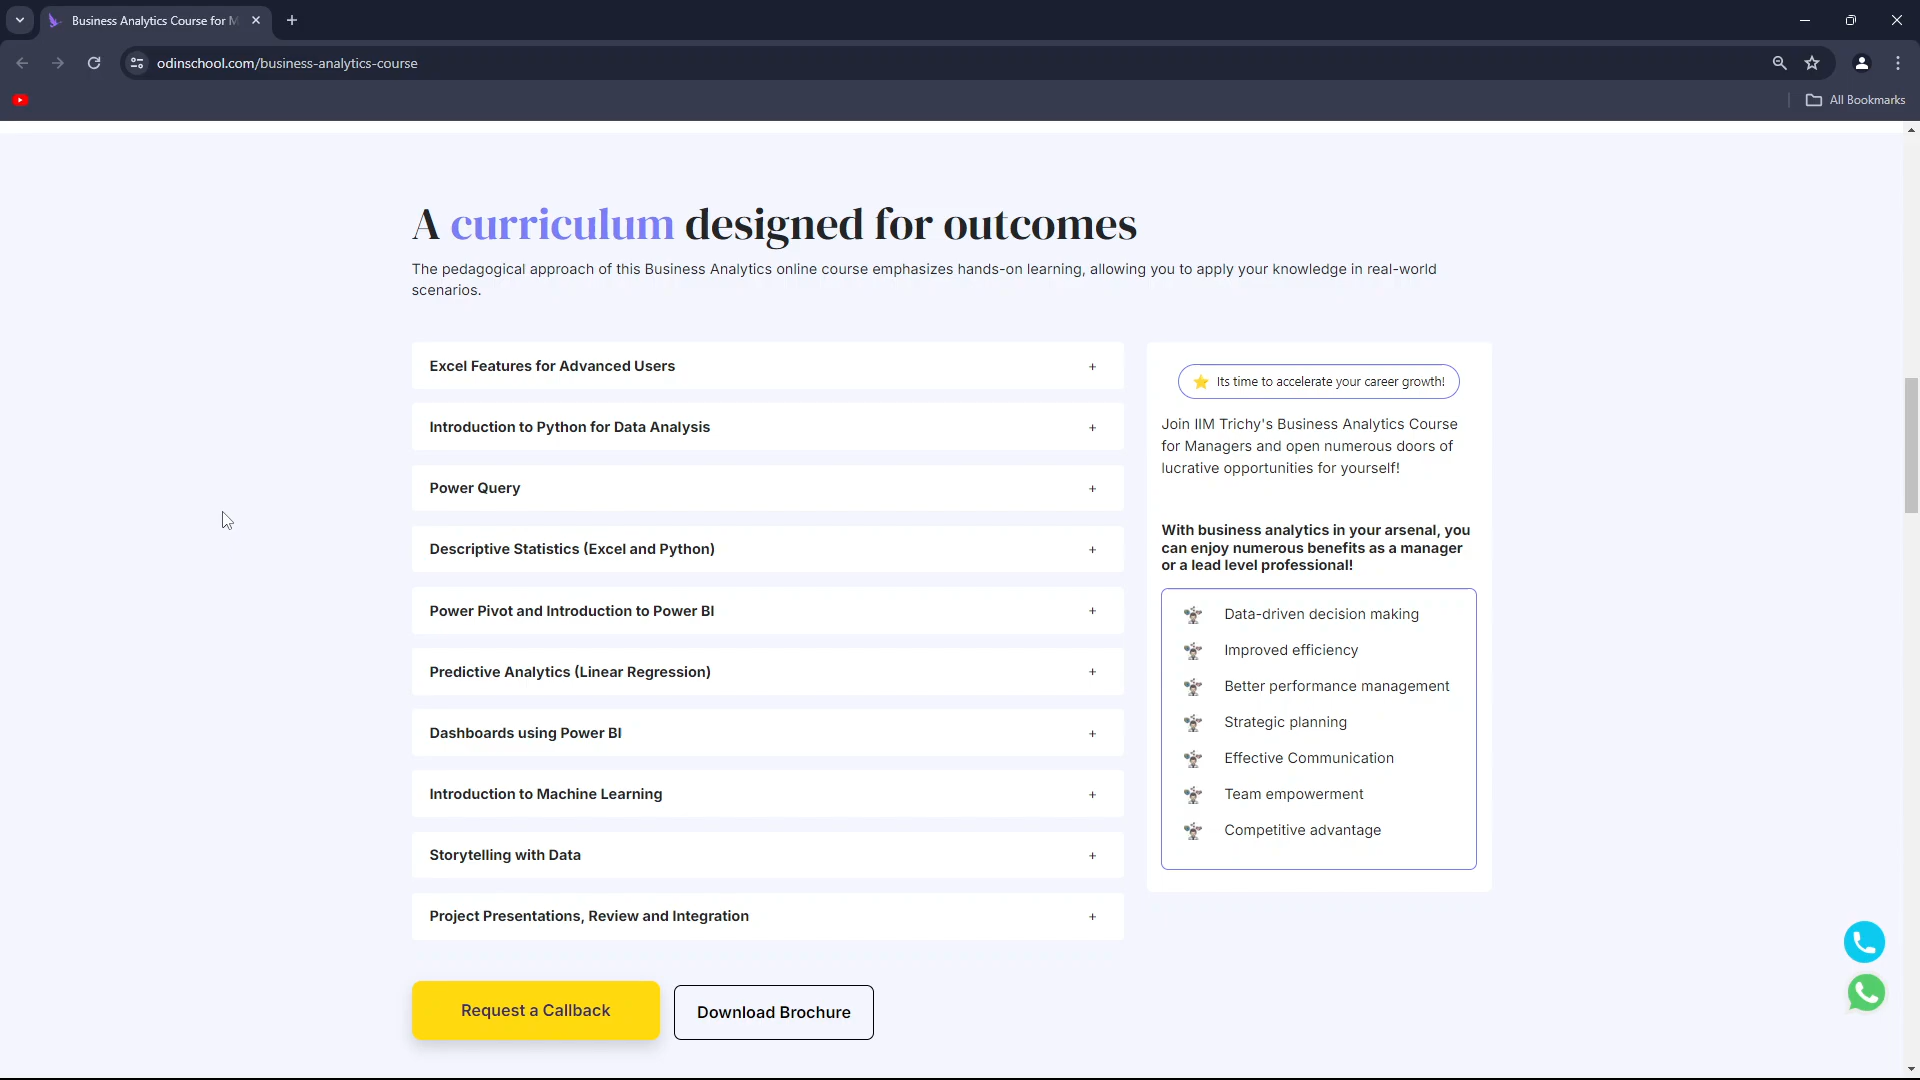 Business Analytics Course for M
odinschool.com/business-analytics-course
All Bookmarks
A curriculum designed for outcomes
The pedagogical approach of this Business Analytics online course emphasizes hands-on learning, allowing you to apply your knowledge in real-world
scenarios.
Excel Features for Advanced Users +
Introduction to Python for Data Analysis +
Power Query +
Descriptive Statistics (Excel and Python) +
Power Pivot and Introduction to Power BI +
Predictive Analytics (Linear Regression) +
Dashboards using Power BI +
Introduction to Machine Learning +
Storytelling with Data +
Project Presentations, Review and Integration +
Its time to accelerate your career growth!
Join IIM Trichy's Business Analytics Course
for Managers and open numerous doors of
lucrative opportunities for yourself!
With business analytics in your arsenal, you
can enjoy numerous benefits as a manager
or a lead level professional!
Data-driven decision making
Improved efficiency
Better performance management
Strategic planning
Effective Communication
Team empowerment
Competitive advantage
Request a Callback
Download Brochure